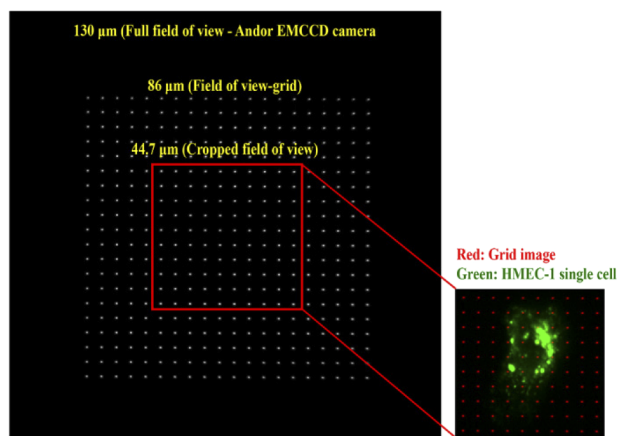 130 µm (Full field of view - Andor EMCCD camera
86 µm (Field of view-grid)
44.7 µm (Cropped field of view)
Red: Grid image
Green: HMEC-1 single cell